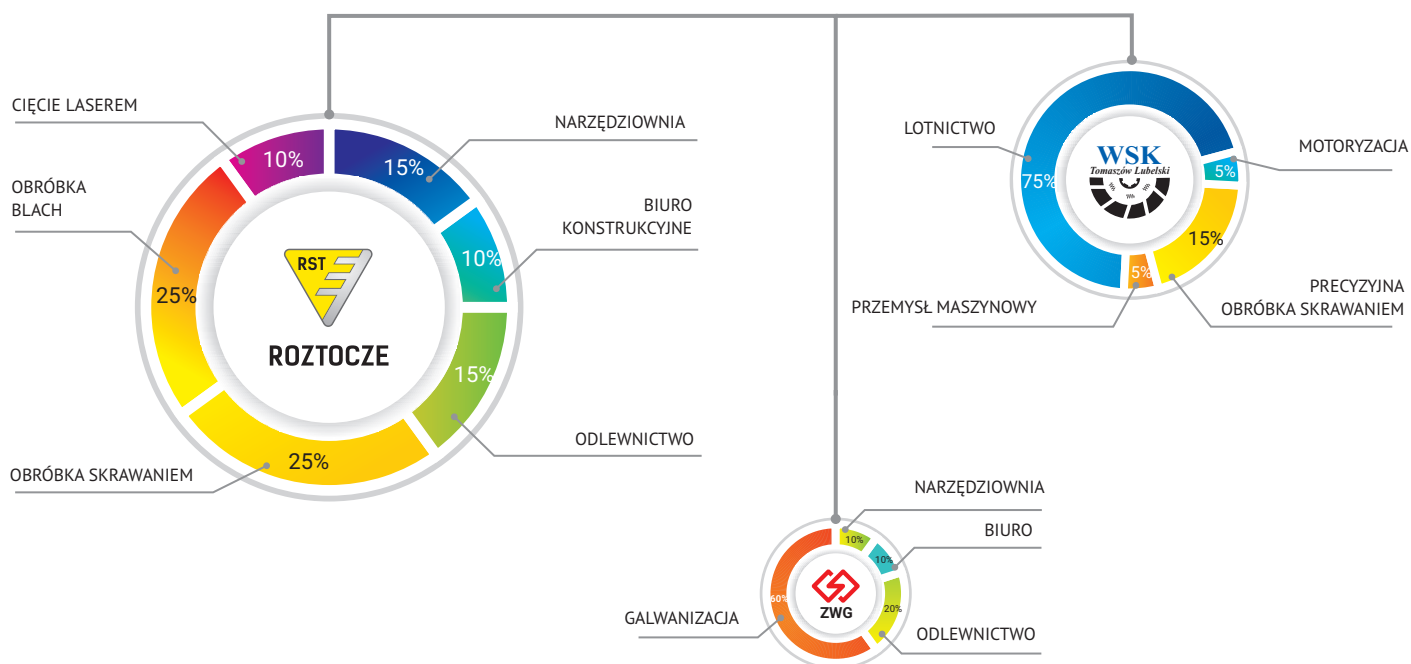 CIĘCIE LASEREM
10%
NARZĘDZIOWNIA
15%
OBRÓBKA
BLACH
25%
BIURO
KONSTRUKCYJNE
10%
RST
ROZTOCZE
15%
ODLEWNICTWO
OBRÓBKA SKRAWANIEM
25%
LOTNICTWO
75%
WSK
Tomaszów Lubelski
MOTORYZACJA
5%
15%
PRECYZYJNA
OBRÓBKA SKRAWANIEM
5%
PRZEMYSŁ MASZYNOWY
NARZĘDZIOWNIA
10%
BIURO
10%
60%
ZWG
20%
GALWANIZACJA
ODLEWNICTWO